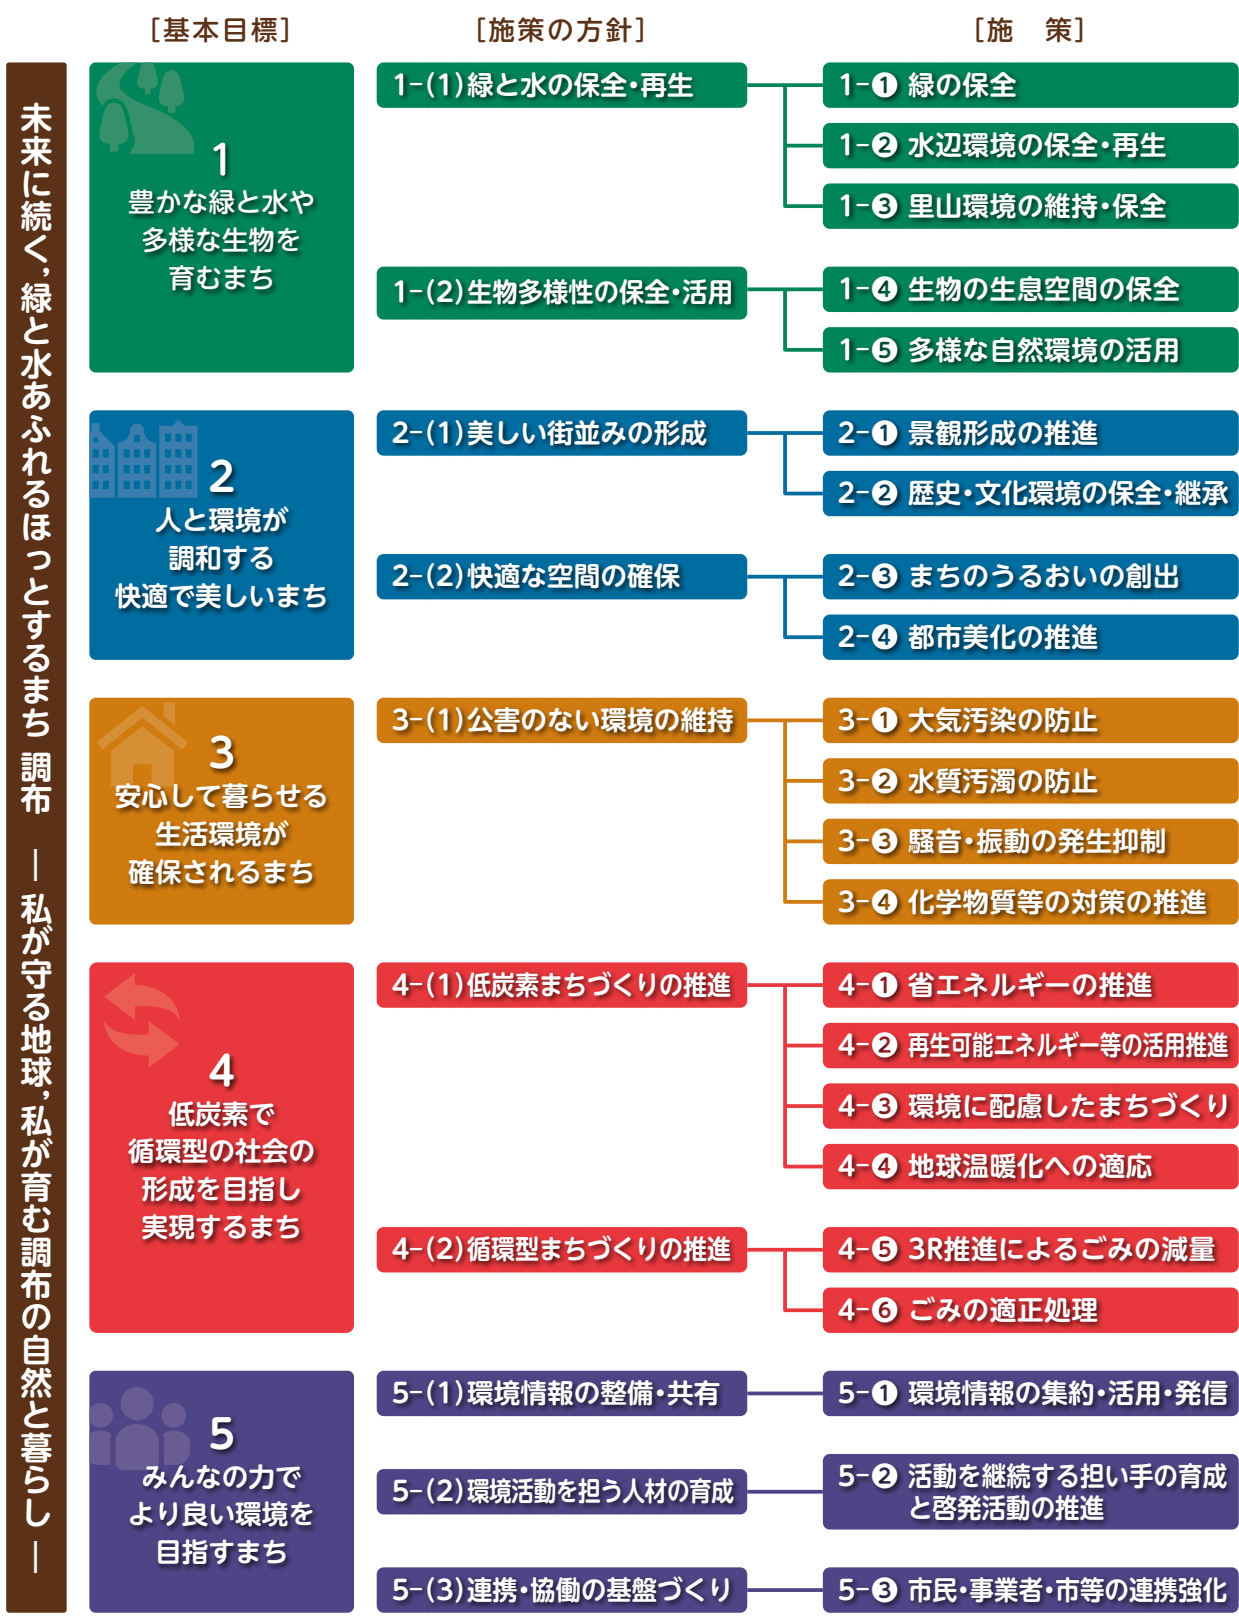 [基本目標]
[施策の方針]
[施　策]
未来に続く，緑と水あふれるほっとするまち 調布 ― 私が守る地球，私が育む調布の自然と暮らし ―
1
豊かな緑と水や
多様な生物を
育むまち
1-(1)緑と水の保全・再生
1-❶ 緑の保全
1-❷ 水辺環境の保全・再生
1-❸ 里山環境の維持・保全
1-(2)生物多様性の保全・活用
1-❹ 生物の生息空間の保全
1-❺ 多様な自然環境の活用
2
人と環境が
調和する
快適で美しいまち
2-(1)美しい街並みの形成
2-❶ 景観形成の推進
2-❷ 歴史・文化環境の保全・継承
2-(2)快適な空間の確保
2-❸ まちのうるおいの創出
2-❹ 都市美化の推進
3
安心して暮らせる
生活環境が
確保されるまち
3-(1)公害のない環境の維持
3-❶ 大気汚染の防止
3-❷ 水質汚濁の防止
3-❸ 騒音・振動の発生抑制
3-❹ 化学物質等の対策の推進
4
低炭素で
循環型の社会の
形成を目指し
実現するまち
4-(1)低炭素まちづくりの推進
4-❶ 省エネルギーの推進
4-❷ 再生可能エネルギー等の活用推進
4-❸ 環境に配慮したまちづくり
4-❹ 地球温暖化への適応
4-(2)循環型まちづくりの推進
4-❺ 3R推進によるごみの減量
4-❻ ごみの適正処理
5
みんなの力で
より良い環境を
目指すまち
5-(1)環境情報の整備・共有
5-❶ 環境情報の集約・活用・発信
5-(2)環境活動を担う人材の育成
5-❷ 活動を継続する担い手の育成
と啓発活動の推進
5-(3)連携・協働の基盤づくり
5-❸ 市民・事業者・市等の連携強化